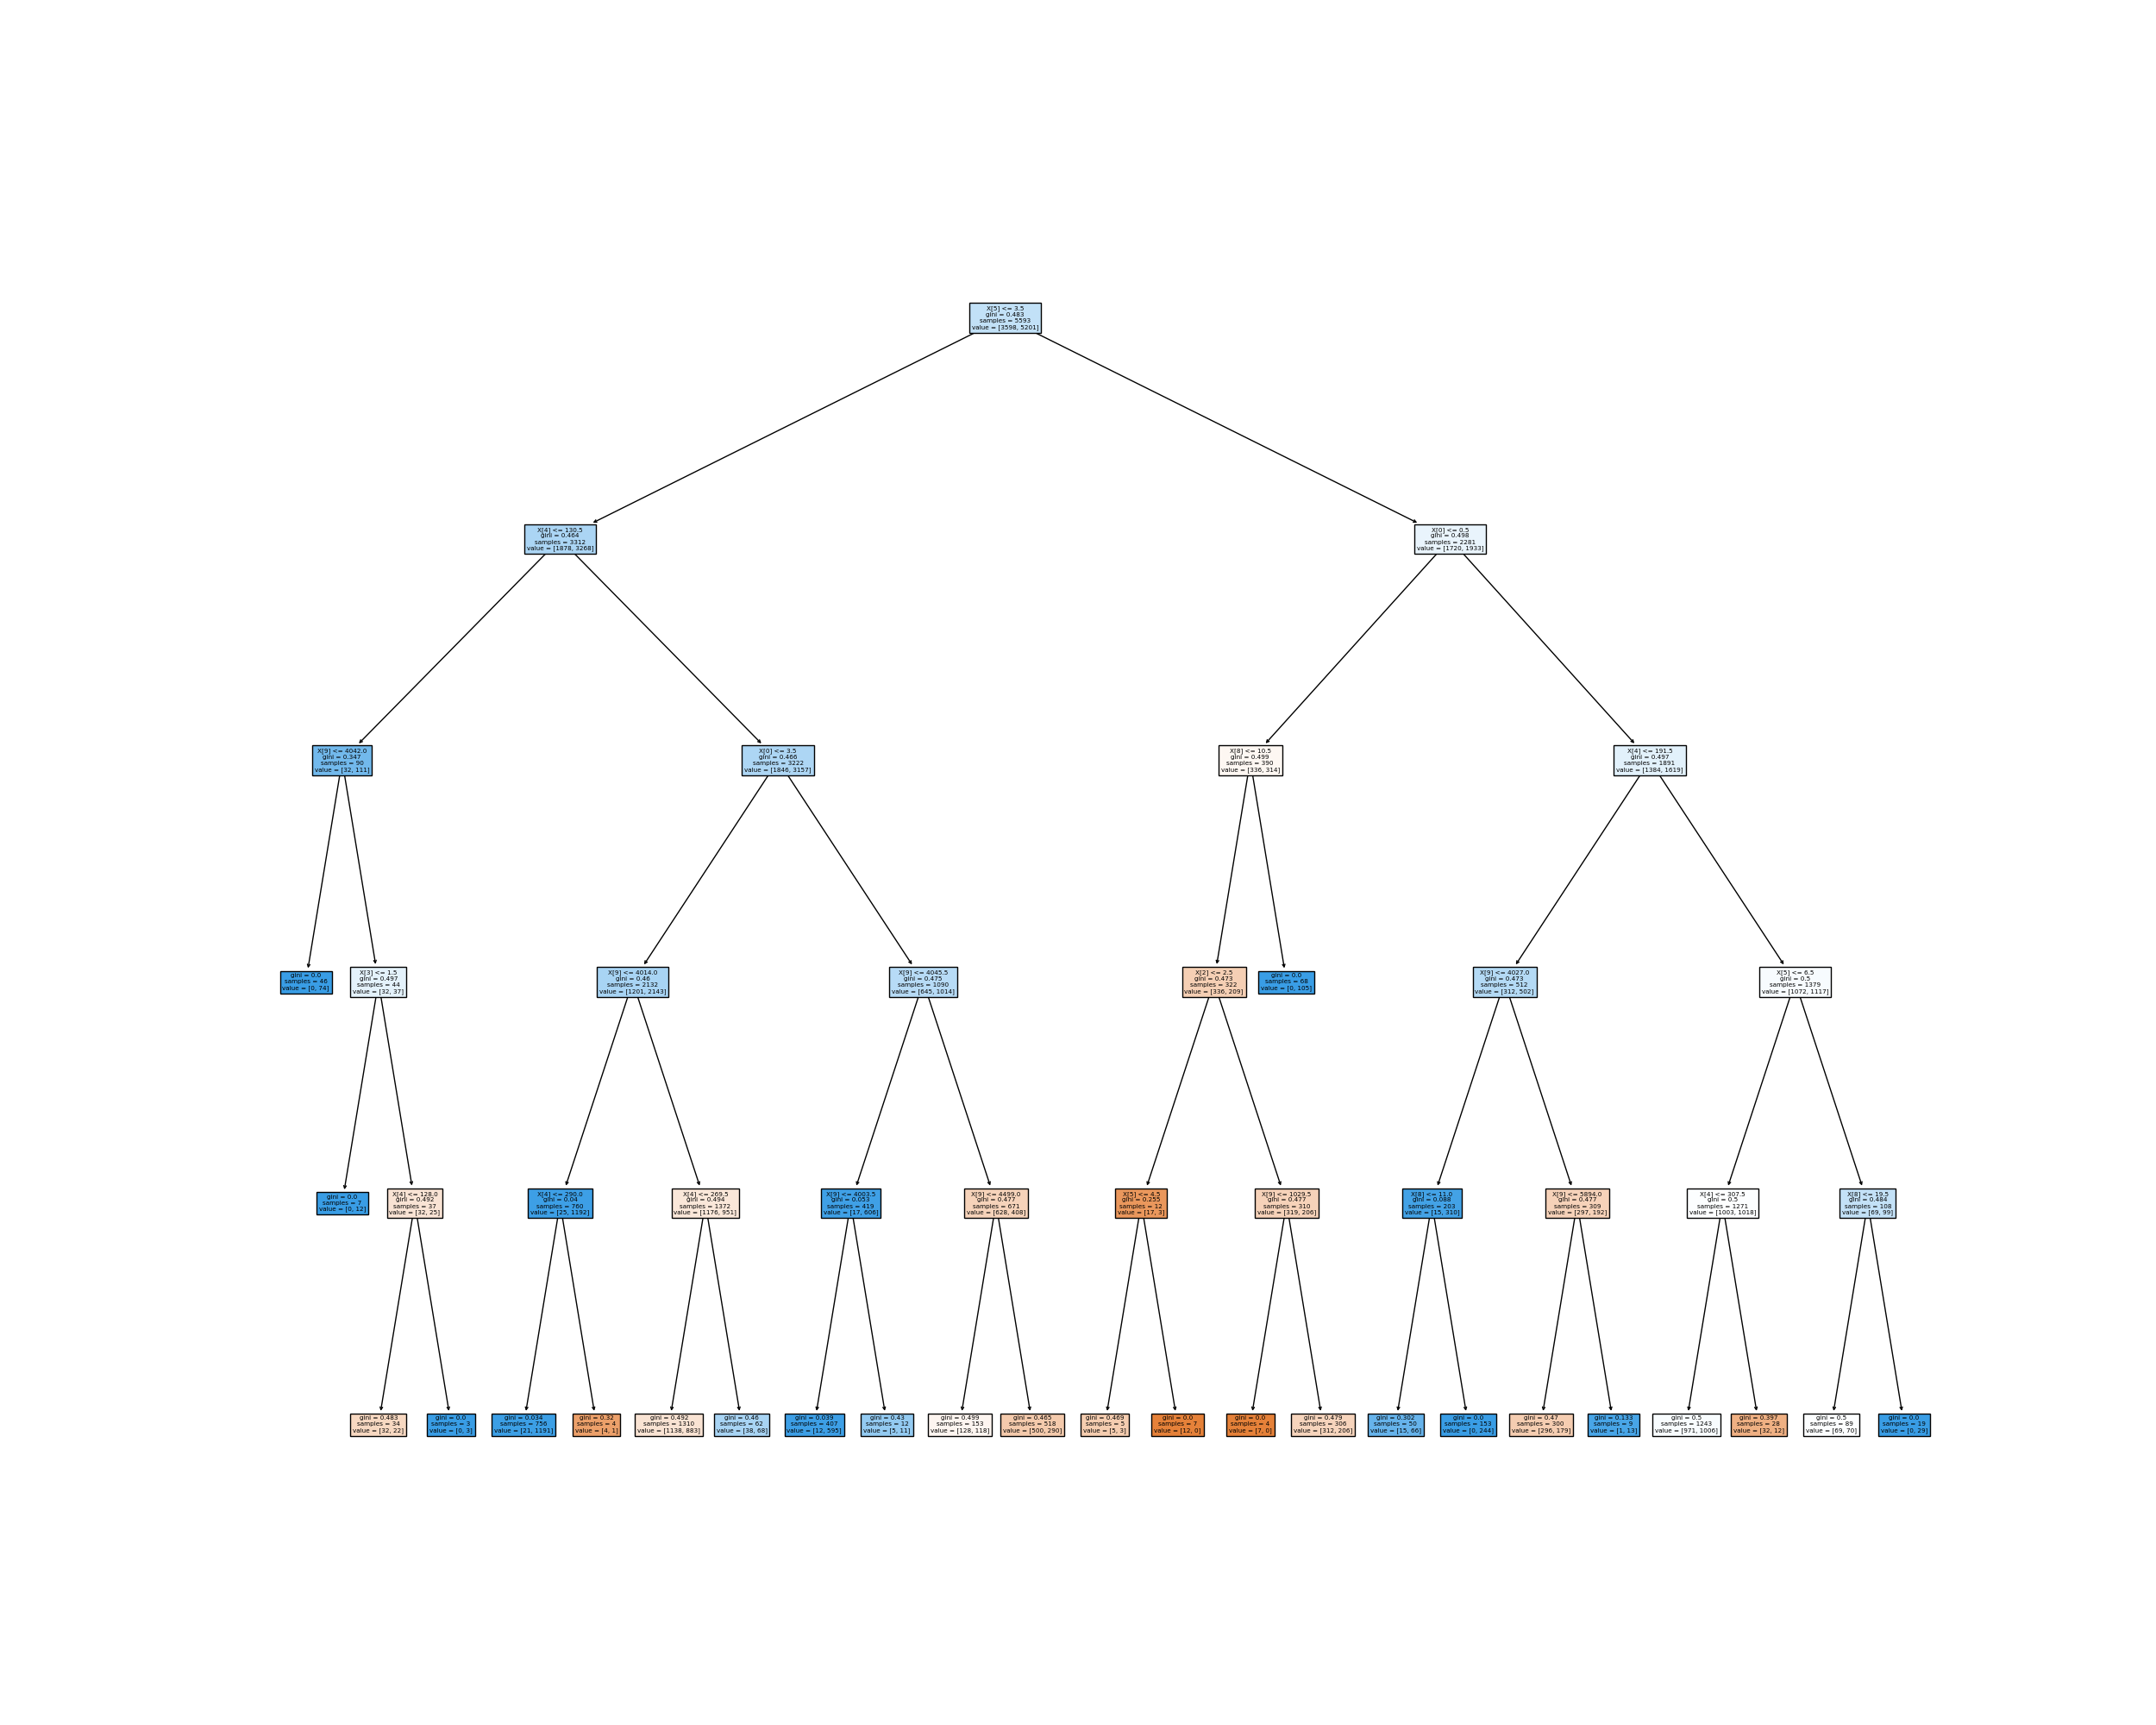 X[5] <= 3.5
gini = 0.483
samples = 5593
value = [3598, 5201]
X[4] <= 130.5
gini = 0.464
samples = 3312
value = [1878, 3268]
X[0] <= 0.5
gini = 0.498
samples = 2281
value = [1720, 1933]
X[9] <= 4042.0
gini = 0.347
samples = 90
value = [32, 111]
X[0] <= 3.5
gini = 0.466
samples = 3222
value = [1846, 3157]
X[8] <= 10.5
gini = 0.499
samples = 390
value = [336, 314]
X[4] <= 191.5
gini = 0.497
samples = 1891
value = [1384, 1619]
gini = 0.0
samples = 46
value = [0, 74]
X[3] <= 1.5
gini = 0.497
samples = 44
value = [32, 37]
X[9] <= 4014.0
gini = 0.46
samples = 2132
value = [1201, 2143]
X[9] <= 4045.5
gini = 0.475
samples = 1090
value = [645, 1014]
X[2] <= 2.5
gini = 0.473
samples = 322
value = [336, 209]
gini = 0.0
samples = 68
value = [0, 105]
X[9] <= 4027.0
gini = 0.473
samples = 512
value = [312, 502]
X[5] <= 6.5
gini = 0.5
samples = 1379
value = [1072, 1117]
gini = 0.0
samples = 7
value = [0, 12]
X[4] <= 128.0
gini = 0.492
samples = 37
value = [32, 25]
X[4] <= 290.0
gini = 0.04
samples = 760
value = [25, 1192]
X[4] <= 269.5
gini = 0.494
samples = 1372
value = [1176, 951]
X[9] <= 4003.5
gini = 0.053
samples = 419
value = [17, 606]
X[9] <= 4499.0
gini = 0.477
samples = 671
value = [628, 408]
X[5] <= 4.5
gini = 0.255
samples = 12
value = [17, 3]
X[9] <= 1029.5
gini = 0.477
samples = 310
value = [319, 206]
X[8] <= 11.0
gini = 0.088
samples = 203
value = [15, 310]
X[9] <= 5894.0
gini = 0.477
samples = 309
value = [297, 192]
X[4] <= 307.5
gini = 0.5
samples = 1271
value = [1003, 1018]
X[8] <= 19.5
gini = 0.484
samples = 108
value = [69, 99]
gini = 0.483
samples = 34
value = [32, 22]
gini = 0.0
samples = 3
value = [0, 3]
gini = 0.034
samples = 756
value = [21, 1191]
gini = 0.32
samples = 4
value = [4, 1]
gini = 0.492
samples = 1310
value = [1138, 883]
gini = 0.46
samples = 62
value = [38, 68]
gini = 0.039
samples = 407
value = [12, 595]
gini = 0.43
samples = 12
value = [5, 11]
gini = 0.499
samples = 153
value = [128, 118]
gini = 0.465
samples = 518
value = [500, 290]
gini = 0.469
samples = 5
value = [5, 3]
gini = 0.0
samples = 7
value = [12, 0]
gini = 0.0
samples = 4
value = [7, 0]
gini = 0.479
samples = 306
value = [312, 206]
gini = 0.302
samples = 50
value = [15, 66]
gini = 0.0
samples = 153
value = [0, 244]
gini = 0.47
samples = 300
value = [296, 179]
gini = 0.133
samples = 9
value = [1, 13]
gini = 0.5
samples = 1243
value = [971, 1006]
gini = 0.397
samples = 28
value = [32, 12]
gini = 0.5
samples = 89
value = [69, 70]
gini = 0.0
samples = 19
value = [0, 29]